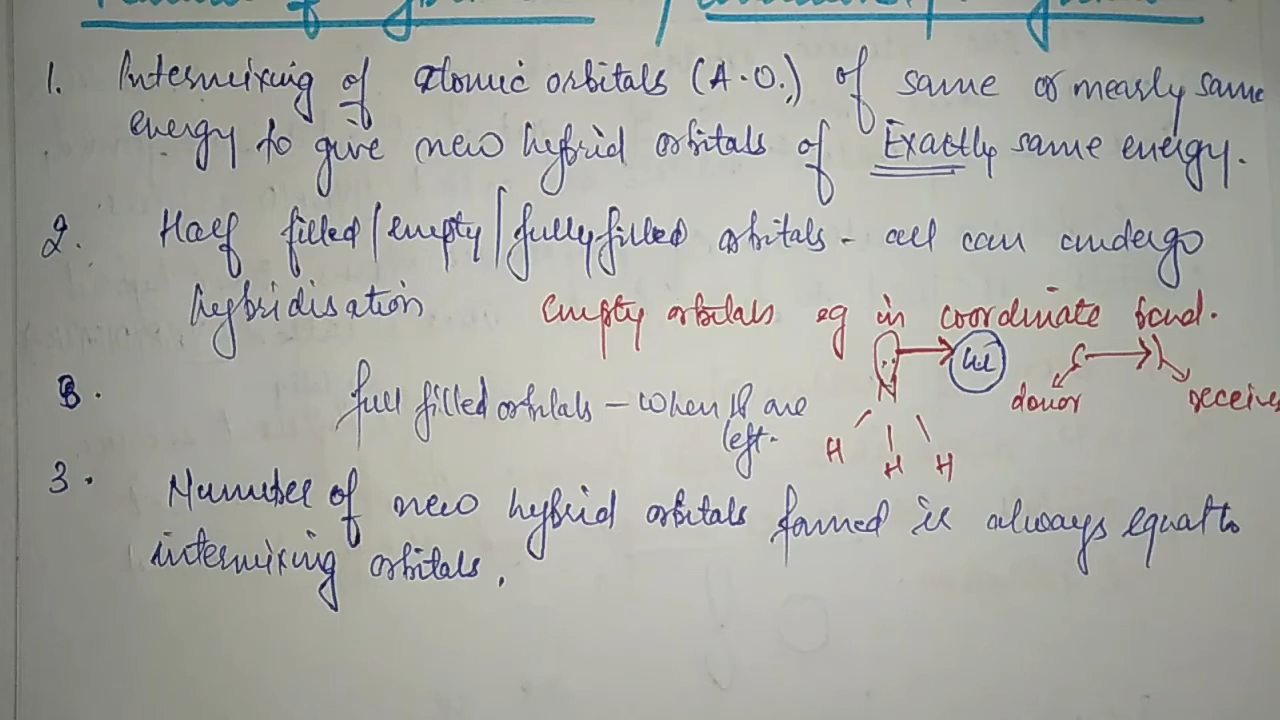 1. Intermixing of atomic orbitals (A.O.) of same or nearly same
energy to give new hybrid orbitals of Exactly same energy.
2. Half filled/empty/fully filled orbitals - all can undergo
hybridisation empty orbitals eg in coordinate bond.
N
donor receive
full filled orbitals - when lp are
left.
H H H
3. Number of new hybrid orbitals formed is always equal to
intermixing orbitals.